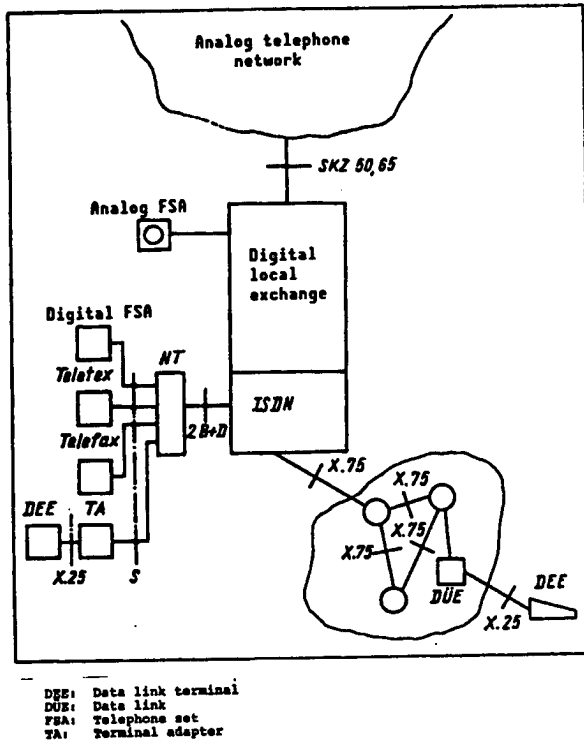 Analog telephone
network
SKZ 50,65
Analog FSA
Digital
local
exchange
Digital FSA
NT
Teletex
ISDN
2B+D
Telefax
X.75
X.75
X.75
X.75
DEE
TA
X.25
S
DÜE
DEE
X.25
DEE: Data link terminal
DÜE: Data link
FSA: Telephone set
TA: Terminal adapter